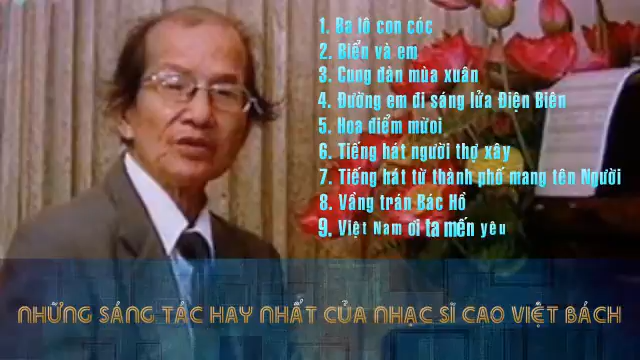 1. Ba lô con cóc
2. Biển và em
3. Cung đàn mùa xuân
4. Đường em đi sáng lửa Điện Biên
5. Hoa điểm mừoi
6. Tiếng hát người thợ xây
7. Tiếng hát từ thành phố mang tên Người
8. Vầng trán Bác Hồ
9. Việt Nam ơi ta mến yêu
NHỮNG SÁNG TÁC HAY NHẤT CỦA NHẠC SĨ CAO VIỆT BÁCH